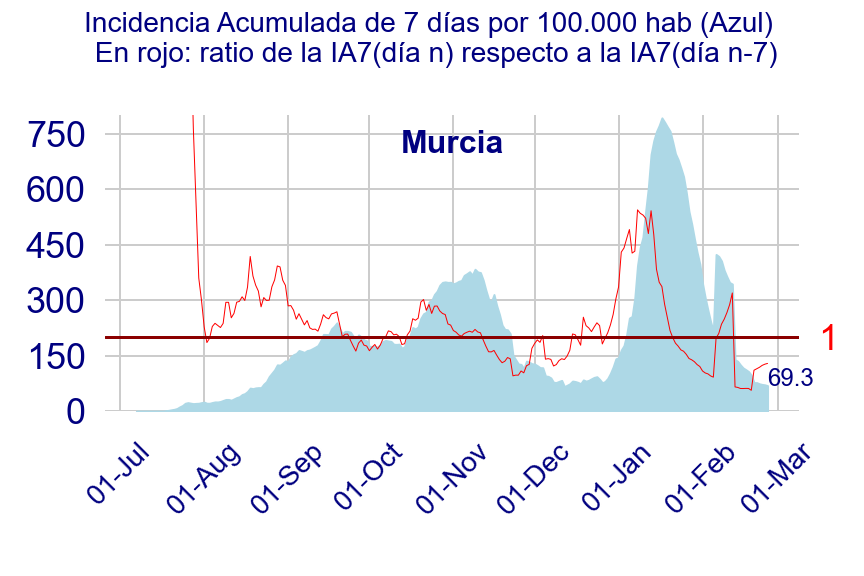 Incidencia Acumulada de 7 días por 100.000 hab (Azul)
En rojo: ratio de la IA7(día n) respecto a la IA7(día n-7)
Murcia
750
600
450
300
150
0
1
69.3
01-Jul
01-Aug
01-Sep
01-Oct
01-Nov
01-Dec
01-Jan
01-Feb
01-Mar